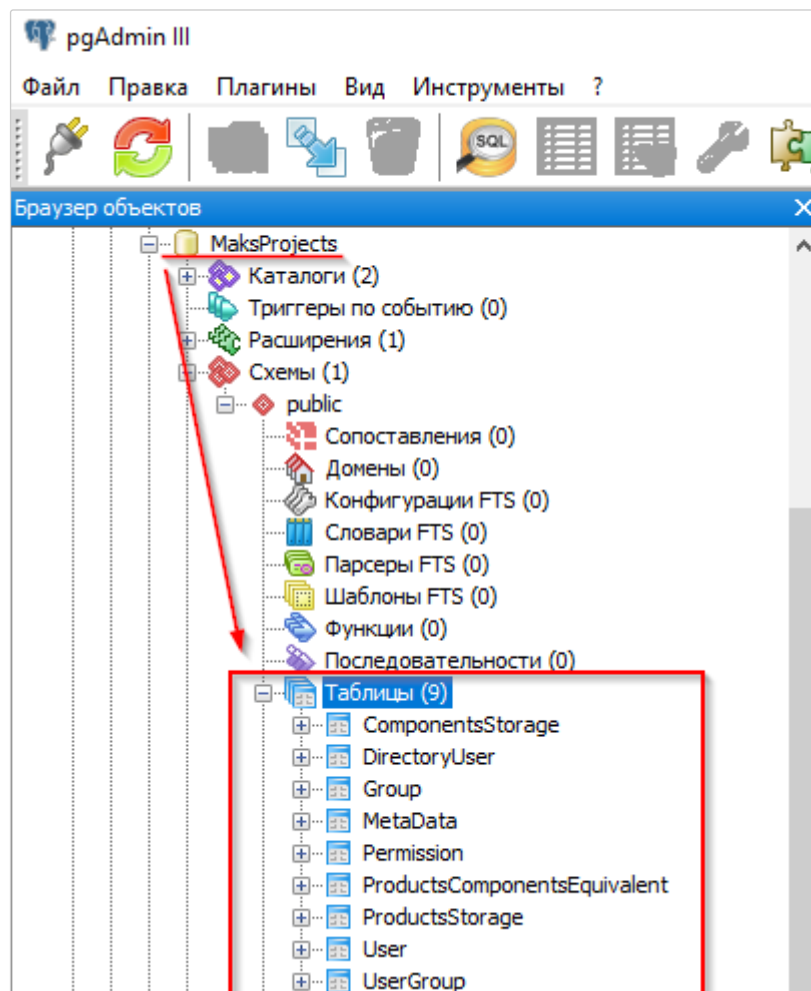 pgAdmin III
Файл Правка Плагины Вид Инструменты ?
SQL
Браузер объектов
MaksProjects
Каталоги (2)
Триггеры по событию (0)
Расширения (1)
Схемы (1)
public
Сопоставления (0)
Домены (0)
Конфигурации FTS (0)
Словари FTS (0)
Парсеры FTS (0)
Шаблоны FTS (0)
Функции (0)
Последовательности (0)
Таблицы (9)
ComponentsStorage
DirectoryUser
Group
MetaData
Permission
ProductsComponentsEquivalent
ProductsStorage
User
UserGroup